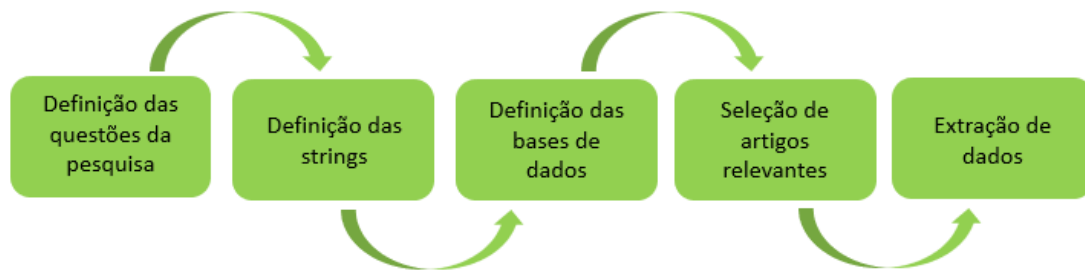 Definição das
questões da
pesquisa
Definição das
strings
Definição das
bases de
dados
Seleção de
artigos
relevantes
Extração de
dados